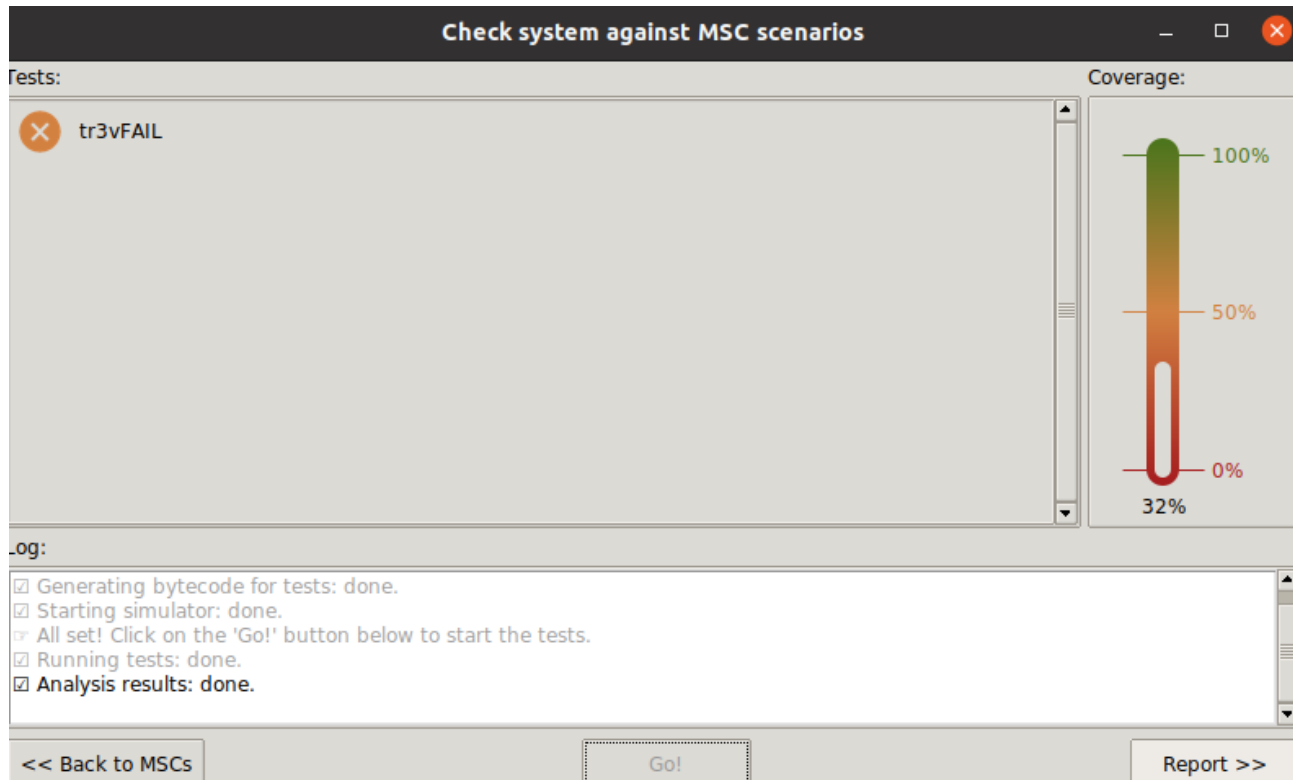 Check system against MSC scenarios
Tests:
Coverage:
tr3vFAIL
100%
50%
0%
32%
Log:
☑ Generating bytecode for tests: done.
☑ Starting simulator: done.
☞ All set! Click on the 'Go!' button below to start the tests.
☑ Running tests: done.
☑ Analysis results: done.
<< Back to MSCs
Go!
Report >>